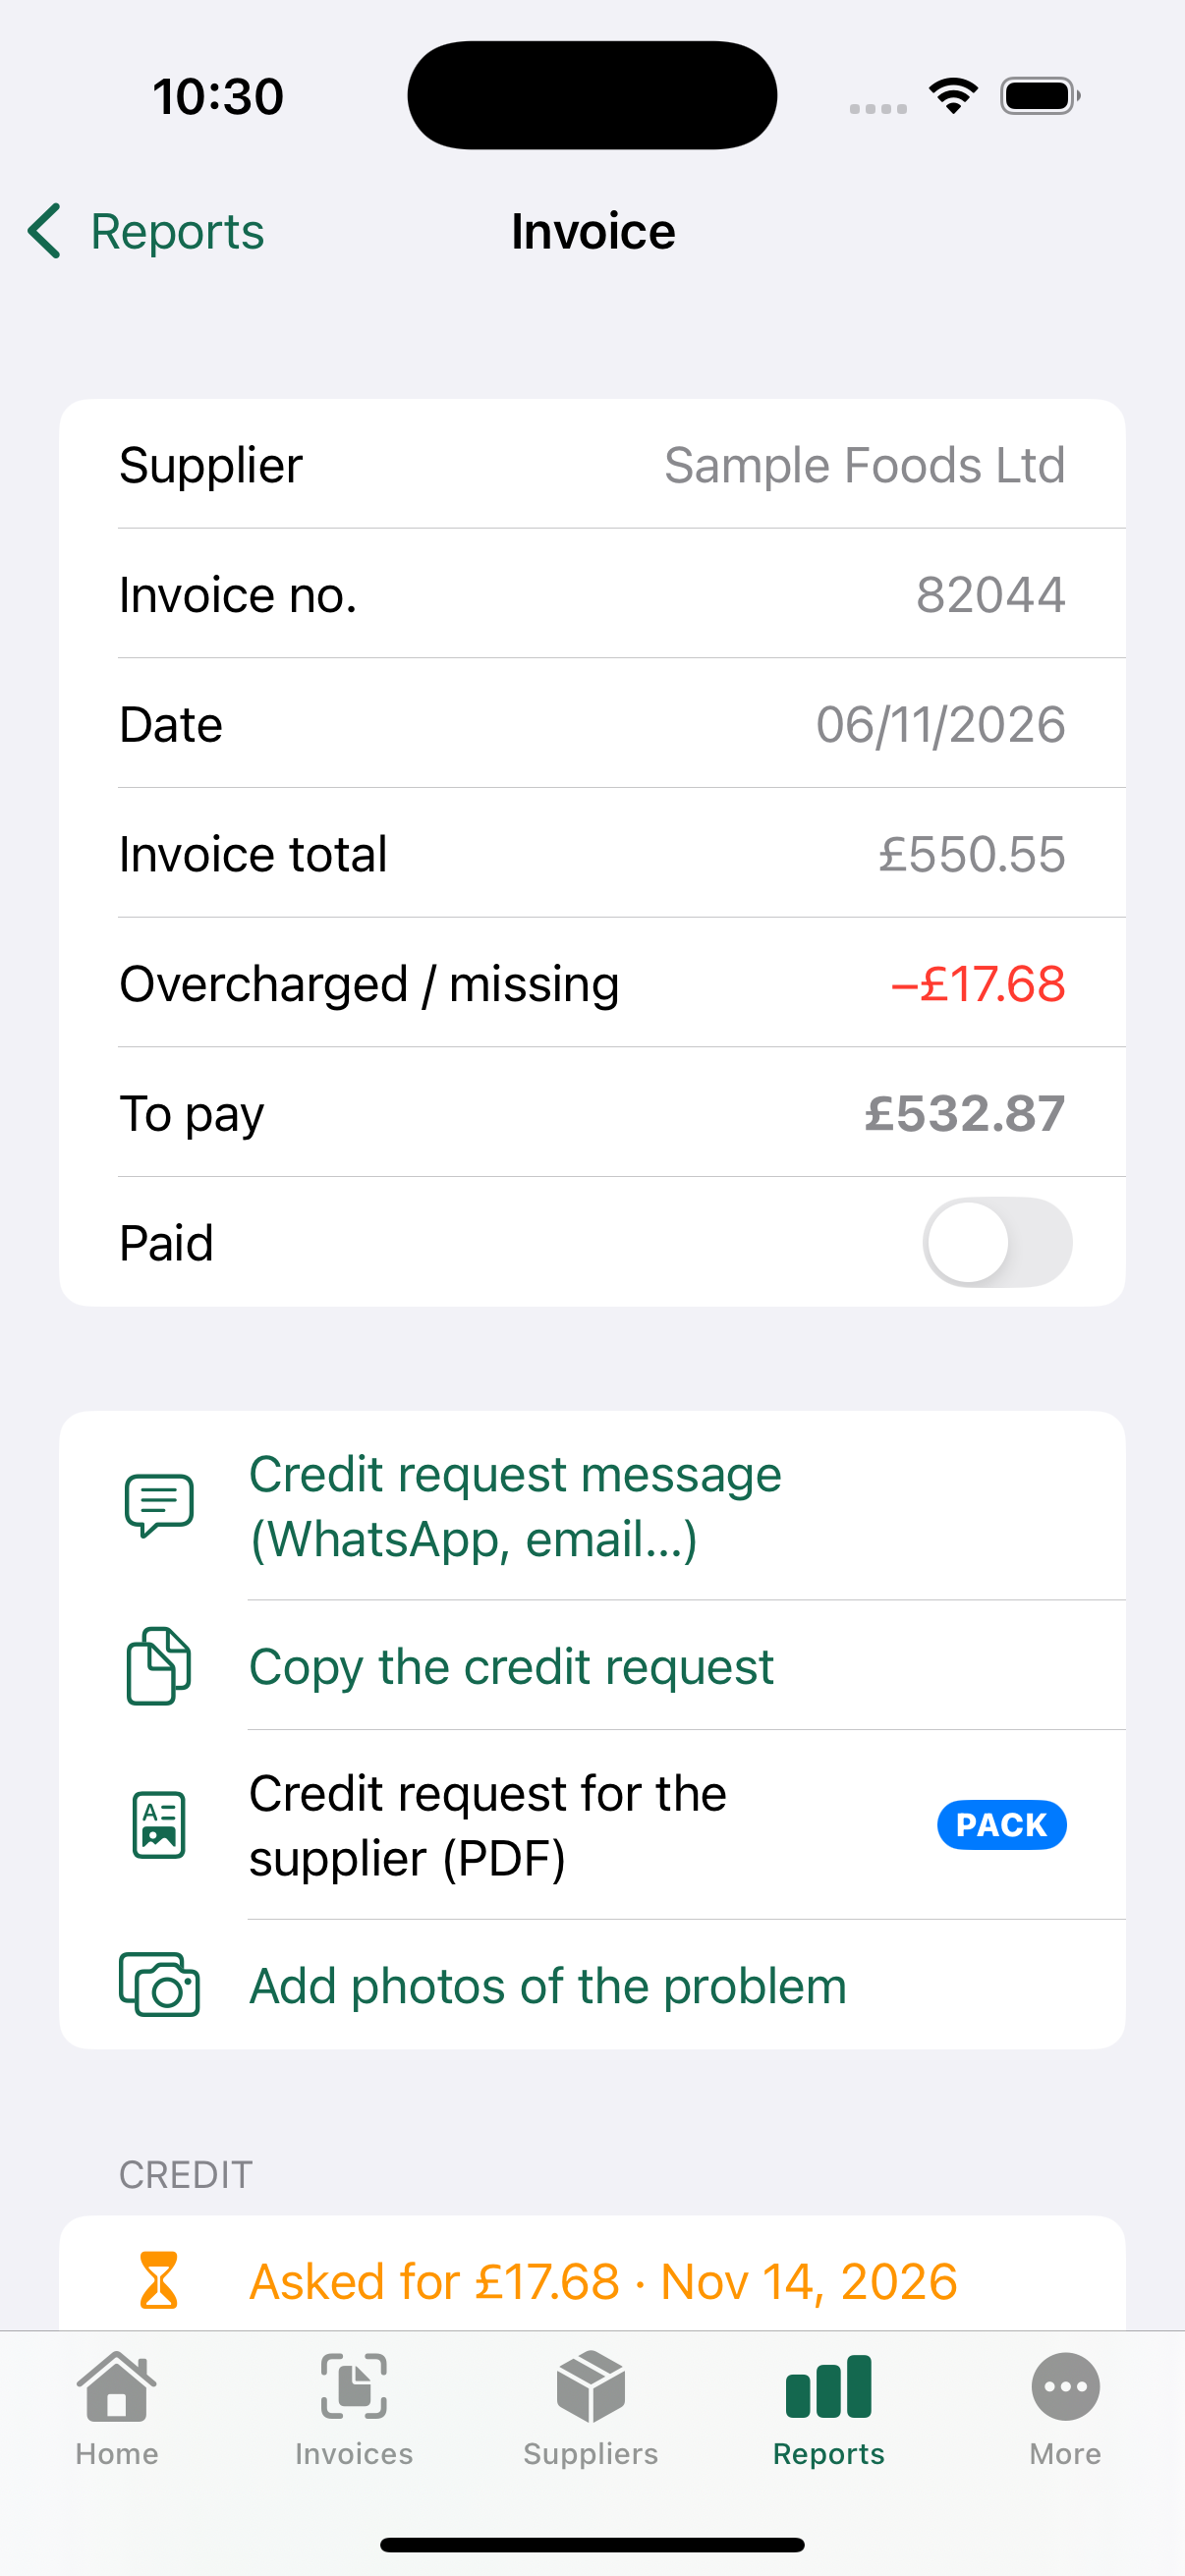 10:30
Reports
Invoice
Supplier Sample Foods Ltd
Invoice no. 82044
Date 06/11/2026
Invoice total £550.55
Overcharged / missing –£17.68
To pay £532.87
Paid
Credit request message
(WhatsApp, email...)
Copy the credit request
Credit request for the
supplier (PDF)
PACK
Add photos of the problem
CREDIT
Asked for £17.68 · Nov 14, 2026
Home Invoices Suppliers Reports More